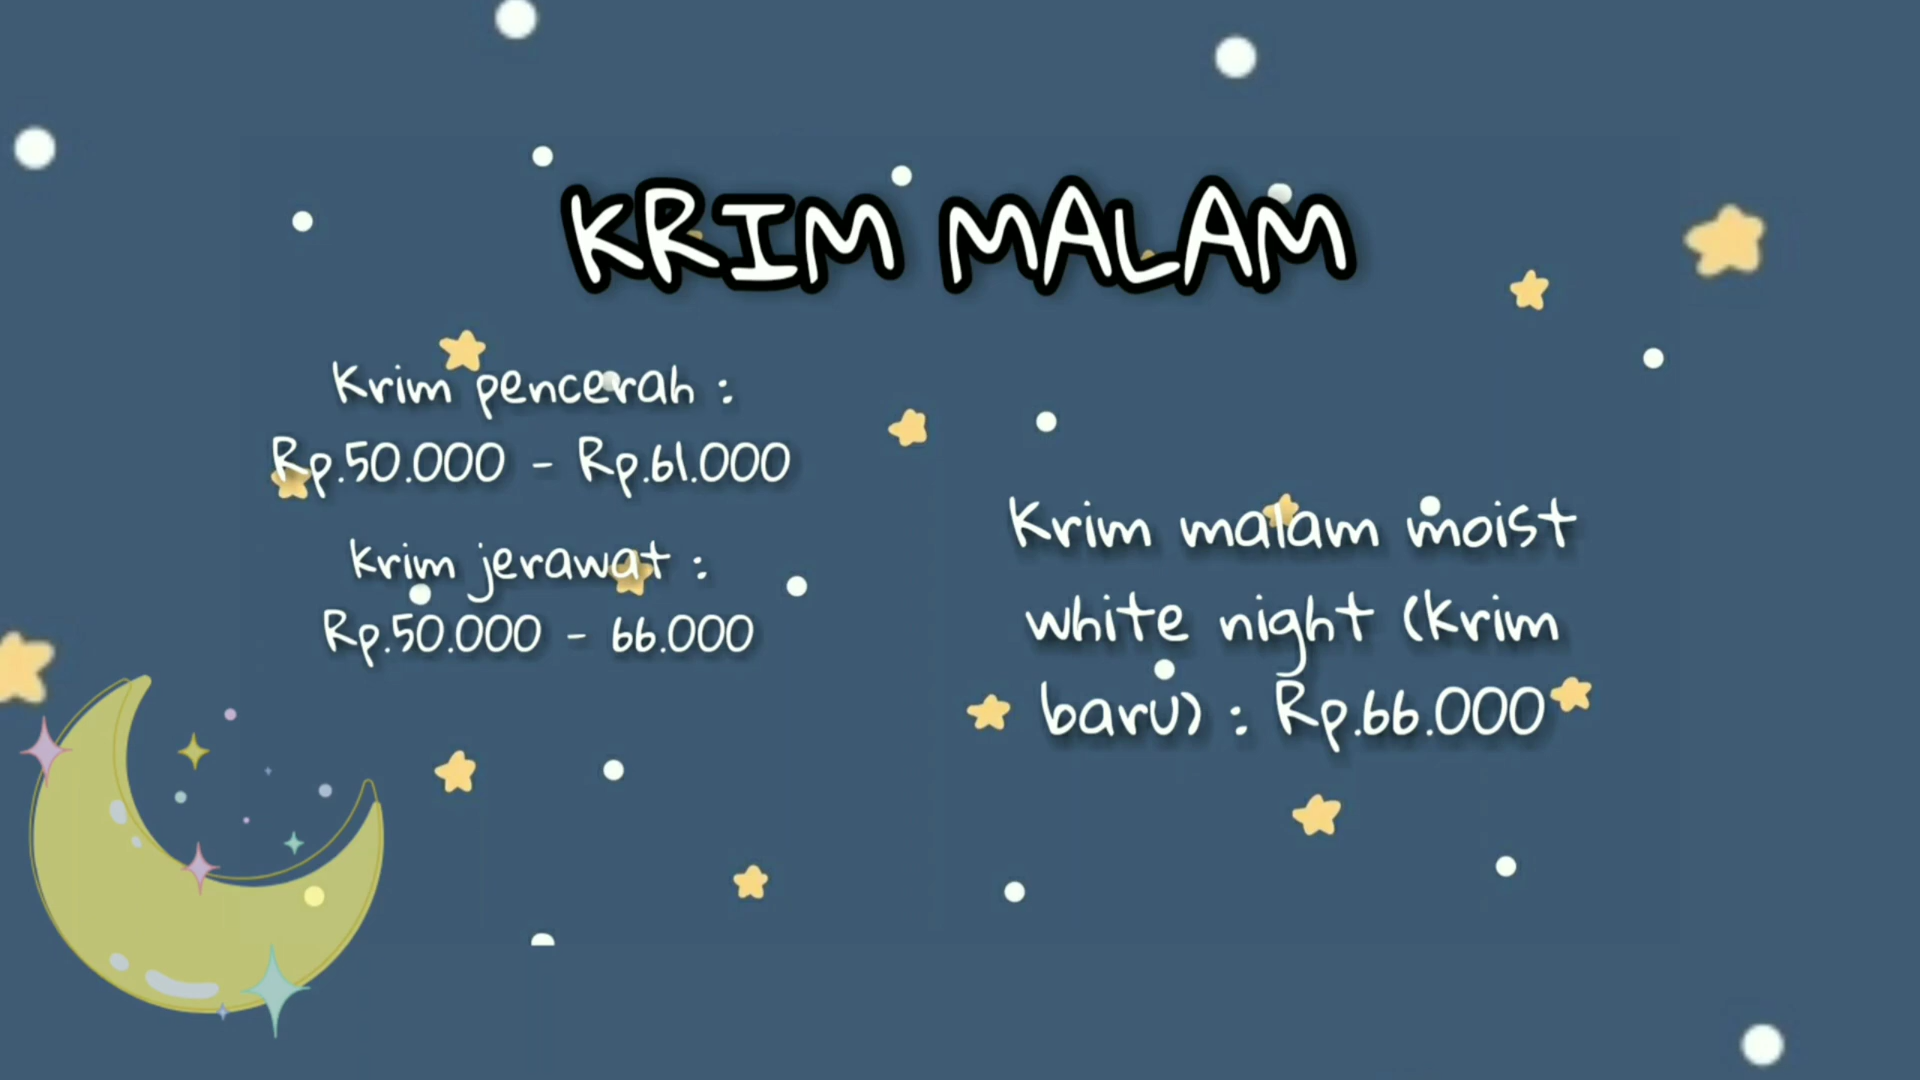 KRIM MALAM
Krim pencerah :
Rp.50.000 - Rp.61.000
krim jerawat :
Rp.50.000 - 66.000
Krim malam moist
white night (krim
baru) : Rp.66.000